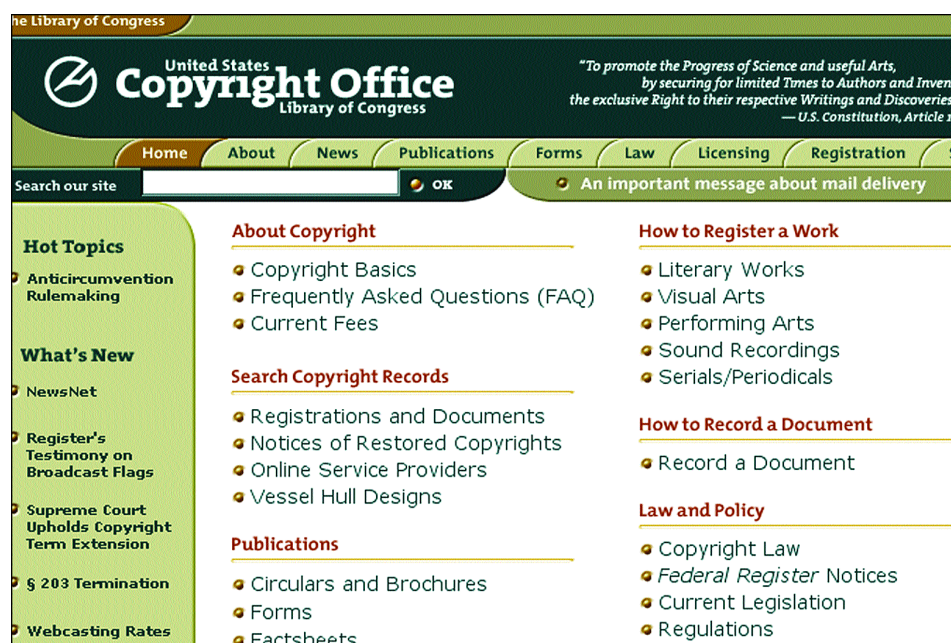 he Library of Congress
United States
Copyright Office
Library of Congress
"To promote the Progress of Science and useful Arts,
by securing for limited Times to Authors and Inven
the exclusive Right to their respective Writings and Discoveries
— U.S. Constitution, Article
Home About News Publications Forms Law Licensing Registration
Search our site OK An important message about mail delivery
Hot Topics
Anticircumvention
Rulemaking
What's New
NewsNet
Register's
Testimony on
Broadcast Flags
Supreme Court
Upholds Copyright
Term Extension
§ 203 Termination
Webcasting Rates
About Copyright
Copyright Basics
Frequently Asked Questions (FAQ)
Current Fees
Search Copyright Records
Registrations and Documents
Notices of Restored Copyrights
Online Service Providers
Vessel Hull Designs
Publications
Circulars and Brochures
Forms
Factsheets
How to Register a Work
Literary Works
Visual Arts
Performing Arts
Sound Recordings
Serials/Periodicals
How to Record a Document
Record a Document
Law and Policy
Copyright Law
Federal Register Notices
Current Legislation
Regulations